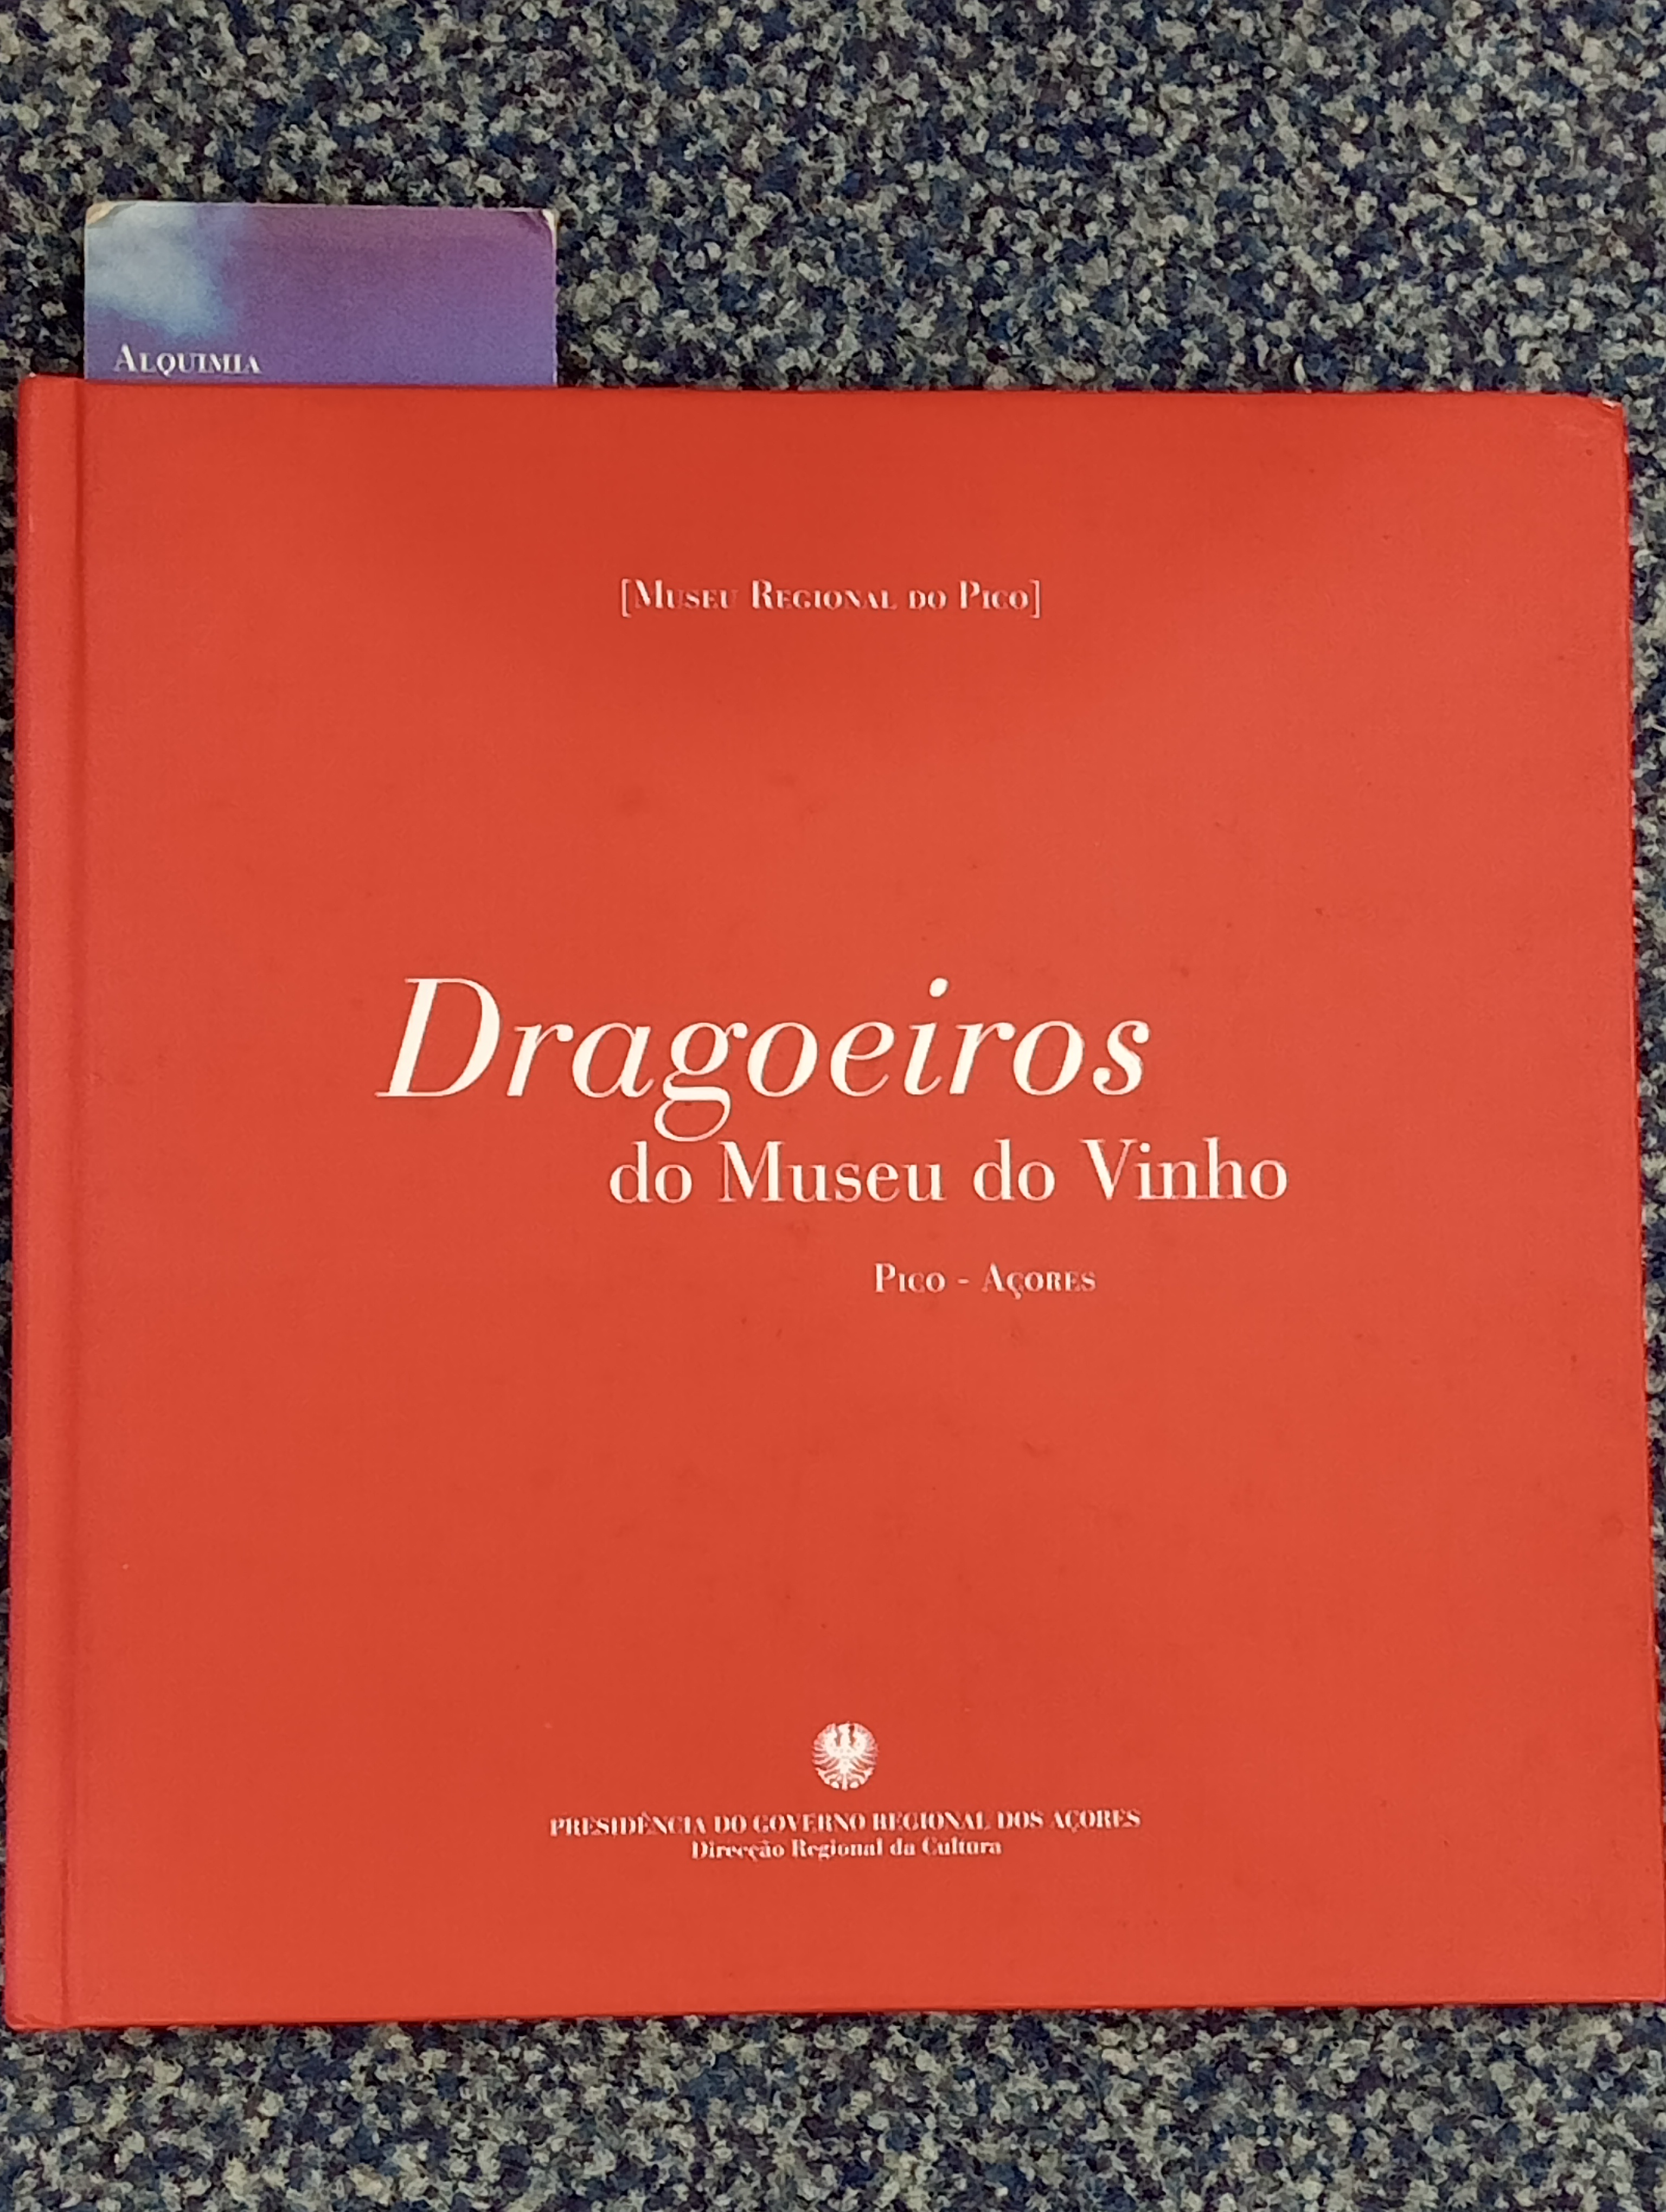 ALQUIMIA
[MUSEU REGIONAL DO PICO]
Dragoeiros
do Museu do Vinho
PICO - AÇORES
PRESIDÊNCIA DO GOVERNO REGIONAL DOS AÇORES
Direcção Regional da Cultura